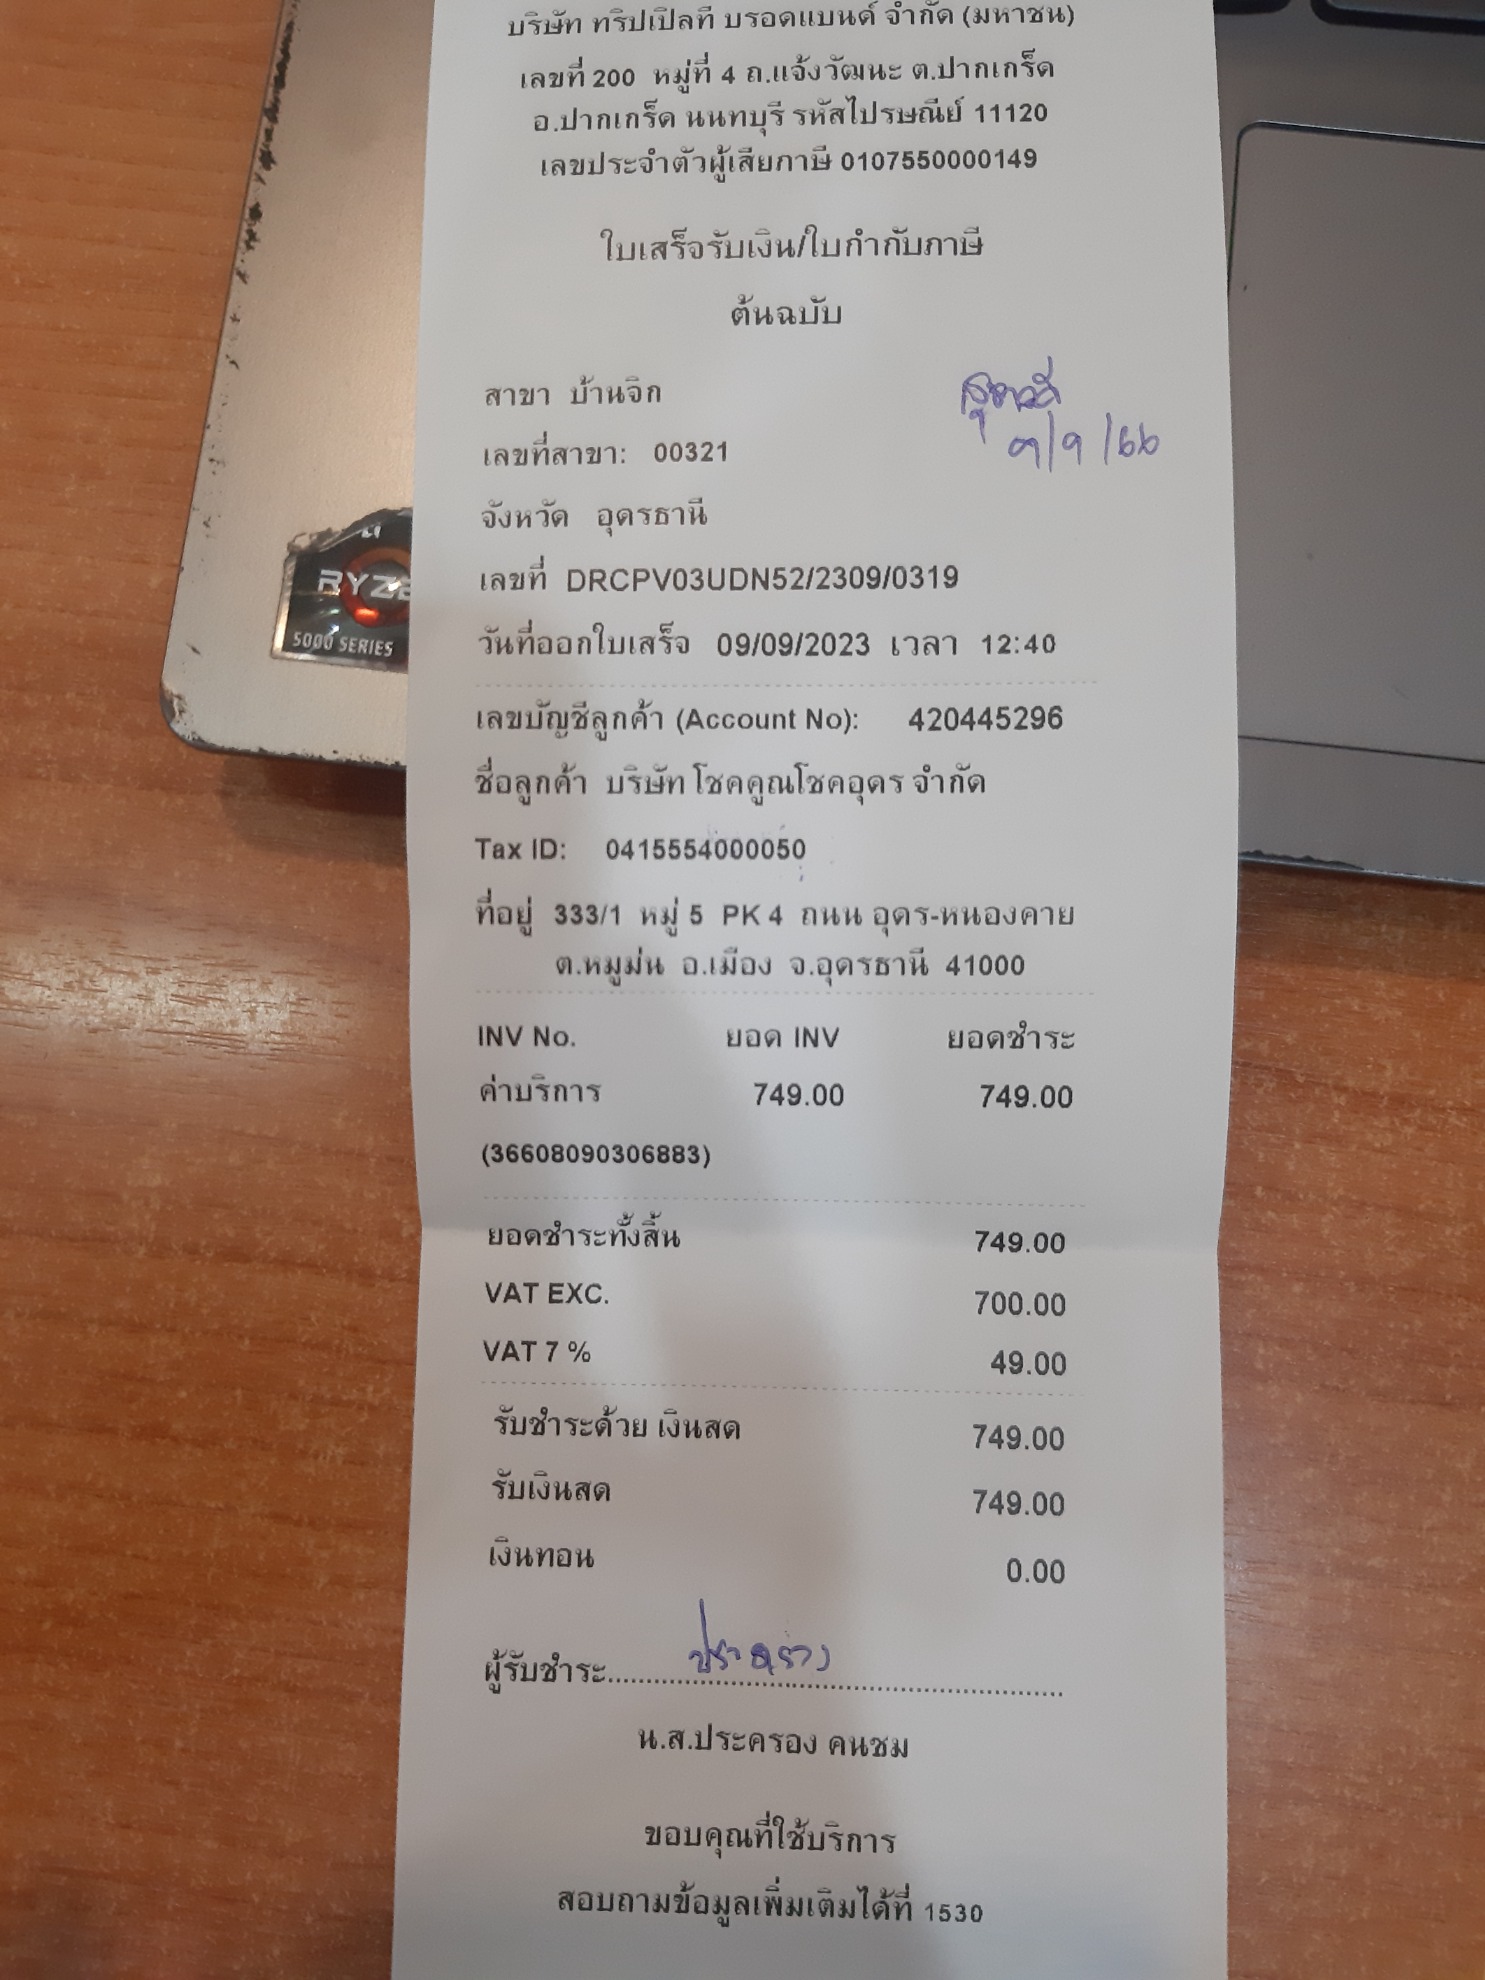 บริษัท ทริปเปิลที บรอดแบนด์ จำกัด (มหาชน)
เลขที่ 200 หมู่ที่ 4 ถ.แจ้งวัฒนะ ต.ปากเกร็ด
อ.ปากเกร็ด นนทบุรี รหัสไปรษณีย์ 11120
เลขประจำตัวผู้เสียภาษี 0107550000149
ใบเสร็จรับเงิน/ใบกำกับภาษี
ต้นฉบับ
สาขา บ้านจิก
เลขที่สาขา: 00321
9/9/66
จังหวัด อุดรธานี
เลขที่ DRCPV03UDN52/2309/0319
RYZE
5000 SERIES
วันที่ออกใบเสร็จ 09/09/2023 เวลา 12:40
เลขบัญชีลูกค้า (Account No): 420445296
ชื่อลูกค้า บริษัท โชคคูณโชคอุดร จำกัด
Tax ID: 0415554000050
ที่อยู่ 333/1 หมู่ 5 PK 4 ถนน อุดร-หนองคาย
ต.หมูม่น อ.เมือง จ.อุดรธานี 41000
INV No. ยอด INV ยอดชำระ
ค่าบริการ 749.00 749.00
(36608090306883)
ยอดชำระทั้งสิ้น 749.00
VAT EXC. 700.00
VAT 7 % 49.00
รับชำระด้วย เงินสด 749.00
รับเงินสด 749.00
เงินทอน 0.00
ผู้รับชำระ.......... ประครอง
น.ส.ประครอง คนชม
ขอบคุณที่ใช้บริการ
สอบถามข้อมูลเพิ่มเติมได้ที่ 1530